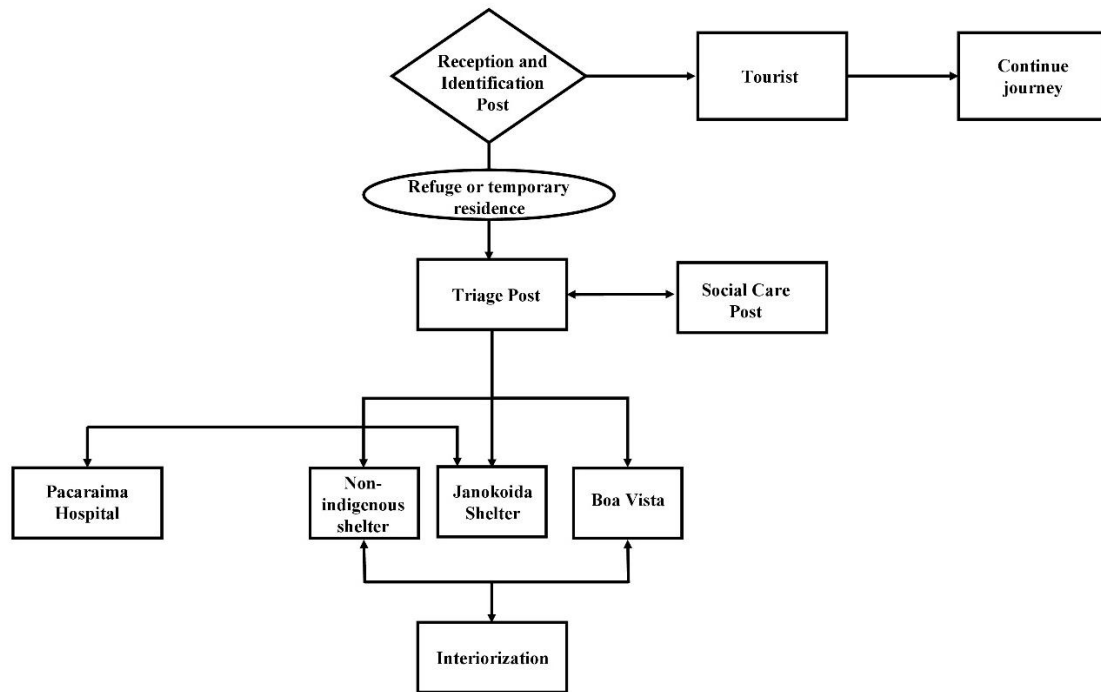 Reception and
Identification
Post
Tourist
Continue
journey
Refuge or temporary
residence
Triage Post
Social Care
Post
Pacaraima
Hospital
Non-
indigenous
shelter
Janokoida
Shelter
Boa Vista
Interiorization